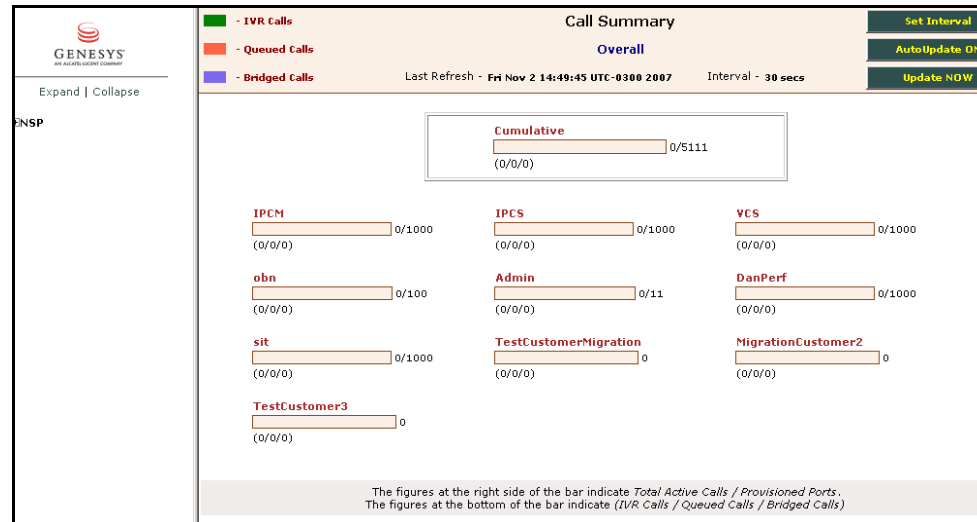 GENESYS
AN ALCATEL-LUCENT COMPANY
Expand | Collapse
NSP
- IVR Calls
- Queued Calls
- Bridged Calls
Call Summary
Overall
Last Refresh - Fri Nov 2 14:49:45 UTC-0300 2007 Interval - 30 secs
Set Interval
AutoUpdate ON
Update NOW
Cumulative
0/5111
(0/0/0)
IPCM
0/1000
(0/0/0)
IPCS
0/1000
(0/0/0)
VCS
0/1000
(0/0/0)
obn
0/100
(0/0/0)
Admin
0/11
(0/0/0)
DanPerf
0/1000
(0/0/0)
sit
0/1000
(0/0/0)
TestCustomerMigration
0
(0/0/0)
MigrationCustomer2
0
(0/0/0)
TestCustomer3
0
(0/0/0)
The figures at the right side of the bar indicate Total Active Calls / Provisioned Ports.
The figures at the bottom of the bar indicate (IVR Calls / Queued Calls / Bridged Calls)